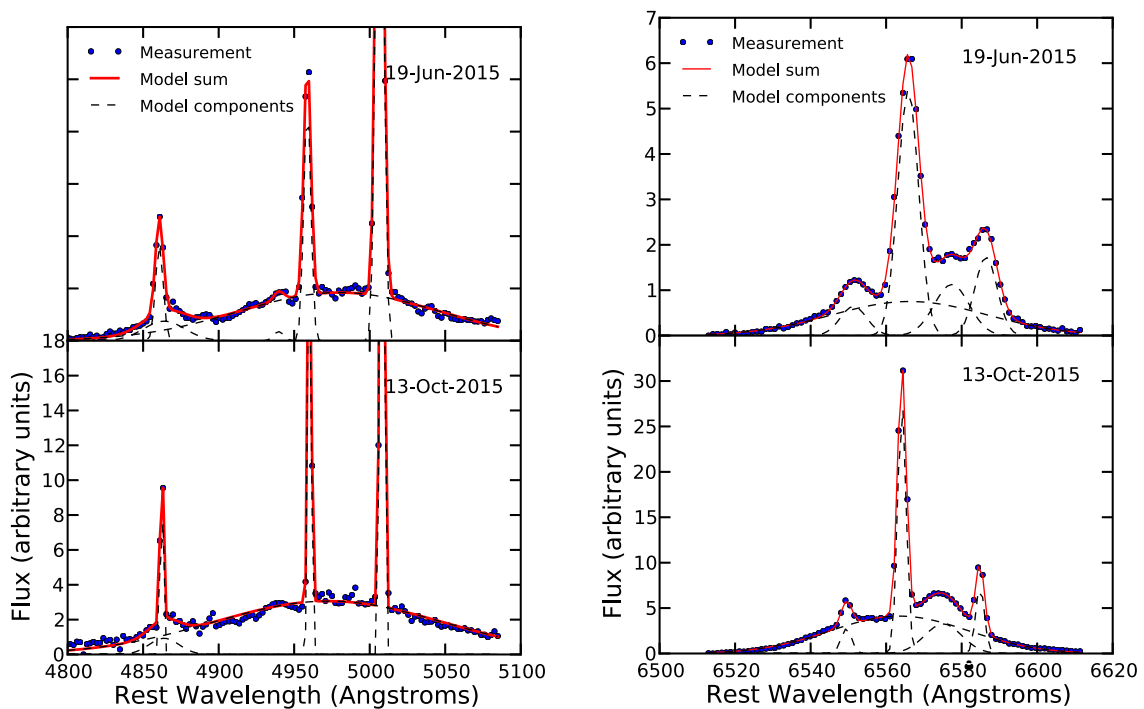 Measurement
Model sum
Model components
19-Jun-2015
18
16
14
12
10
8
6
4
2
0
13-Oct-2015
Flux (arbitrary units)
4800 4850 4900 4950 5000 5050 5100
Rest Wavelength (Angstroms)
7
6
5
4
3
2
1
0
Measurement
Model sum
Model components
19-Jun-2015
30
25
20
15
10
5
0
13-Oct-2015
Flux (arbitrary units)
6500 6520 6540 6560 6580 6600 6620
Rest Wavelength (Angstroms)